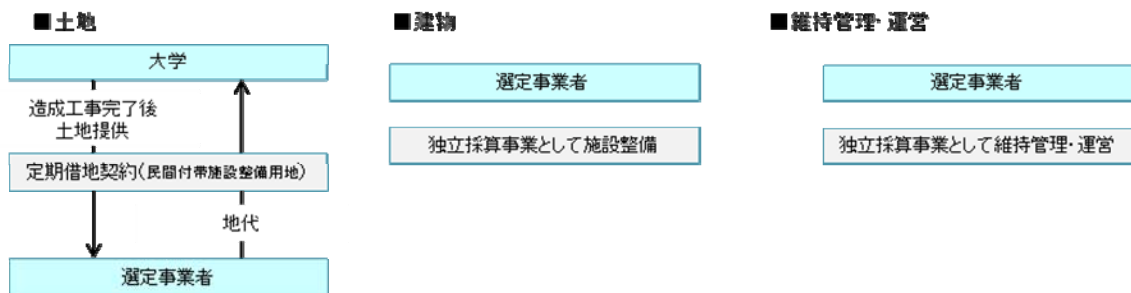 ■土地
大学
造成工事完了後
土地提供
定期借地契約(民間付帯施設整備用地)
地代
選定事業者
■建物
選定事業者
独立採算事業として施設整備
■維持管理・運営
選定事業者
独立採算事業として維持管理・運営